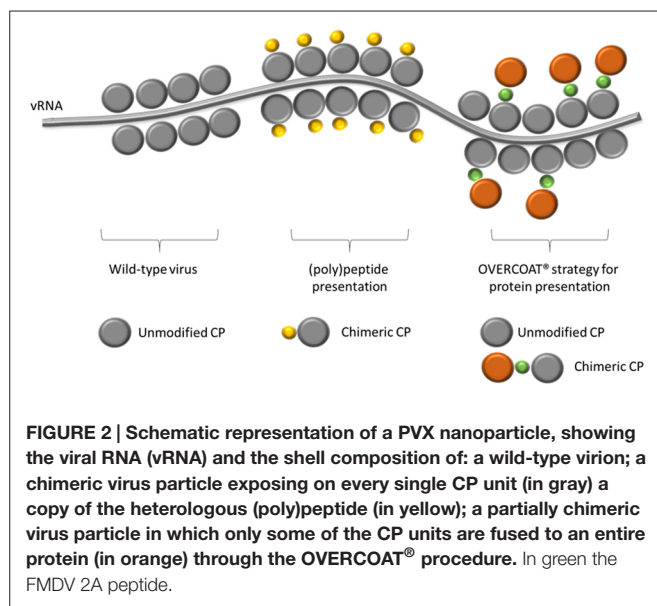 vRNA
Wild-type virus
(poly)peptide
presentation
OVERCOAT® strategy for
protein presentation
Unmodified CP
Chimeric CP
Unmodified CP
Chimeric CP
FIGURE 2 | Schematic representation of a PVX nanoparticle, showing
the viral RNA (vRNA) and the shell composition of: a wild-type virion; a
chimeric virus particle exposing on every single CP unit (in gray) a
copy of the heterologous (poly)peptide (in yellow); a partially chimeric
virus particle in which only some of the CP units are fused to an entire
protein (in orange) through the OVERCOAT® procedure. In green the
FMDV 2A peptide.